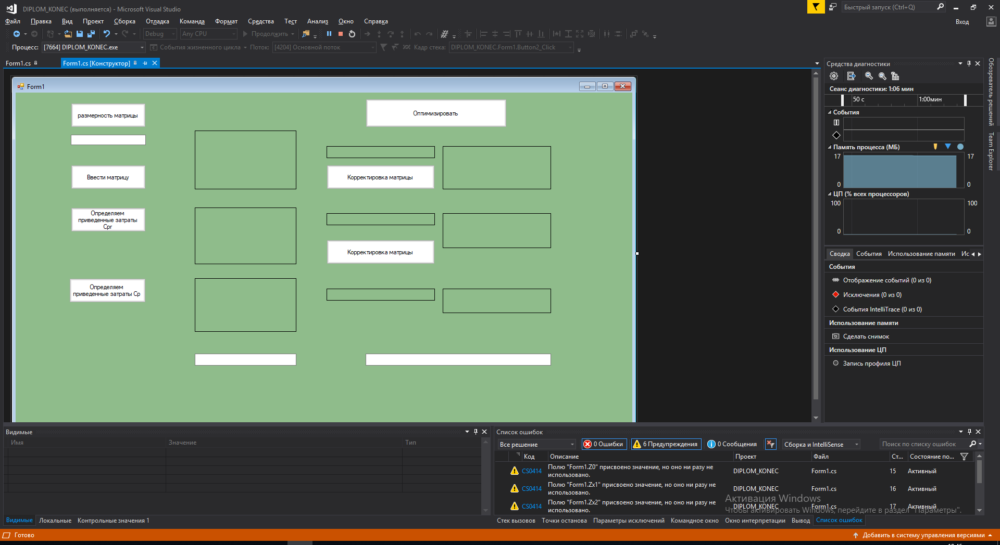 DIPLOM_KONEC (выполняется) - Microsoft Visual Studio
Быстрый запуск (Ctrl+Q)
Файл Правка Вид Проект Сборка Отладка Команда Формат Средства Тест Анализ Окно Справка
Вход
Debug Any CPU Продолжить
Процесс: [7664] DIPLOM_KONEC.exe События жизненного цикла Поток: [4204] Основной поток Кадр стека: DIPLOM_KONEC.Form1.Button2_Click
Form1.cs Form1.cs [Конструктор]
Form1
размерность матрицы
Оптимизировать
Ввести матрицу
Корректировка матрицы
Определяем
приведенные затраты
Cpr
Корректировка матрицы
Определяем
приведенные затраты Ср
Средства диагностики
Сеанс диагностики: 1:06 мин
50 с 1:00мин
События
Память процесса (МБ)
17 17
0 0
ЦП (% всех процессоров)
100 100
0 0
Сводка События Использование памяти Ис
События
Отображение событий (0 из 0)
Исключения (0 из 0)
События IntelliTrace (0 из 0)
Использование памяти
Сделать снимок
Использование ЦП
Запись профиля ЦП
Обозреватель решений
Team Explorer
Видимые
Имя Значение Тип
Видимые Локальные Контрольные значения 1
Список ошибок
Все решение 0 Ошибки 6 Предупреждения 0 Сообщения Сборка и IntelliSense Поиск по списку ошибок
Код Описание Проект Файл Ст... Состояние по...
CS0414 Полю "Form1.Z0" присвоено значение, но оно ни разу не
использовано. DIPLOM_KONEC Form1.cs 15 Активный
CS0414 Полю "Form1.Zx1" присвоено значение, но оно ни разу не
использовано. DIPLOM_KONEC Form1.cs 16 Активный
CS0414 Полю "Form1.Zx2" присвоено значение, но оно ни разу не
использовано. DIPLOM_KONEC Form1.cs 17 Активный
Активация Windows
Чтобы активировать Windows, перейдите в раздел "Параметры".
Стек вызовов Точки останова Параметры исключений Командное окно Окно интерпретации Вывод Список ошибок
Готово
Добавить в систему управления версиями